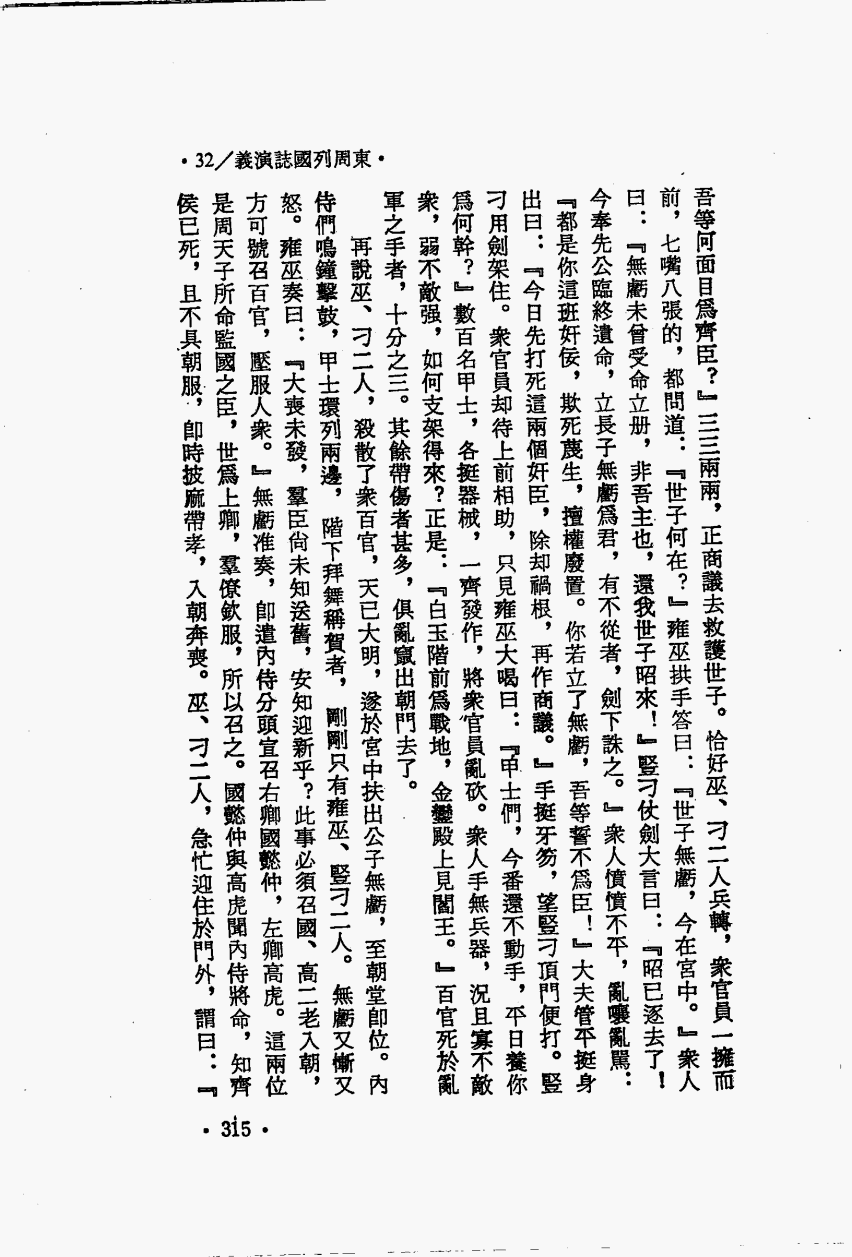 •32/義演誌國列周東•
吾等何面目爲齊臣？』三三兩兩，正商議去救護世子。恰好巫、刁二人兵轉，衆官員一擁而
前，七嘴八張的，都問道：『世子何在？』雍巫拱手答曰：『世子無虧，今在宮中。』衆人
曰：『無虧未曾受命立册，非吾主也，還我世子昭來！』豎刁仗劍大言曰：『昭已逐去了！
今奉先公臨終遺命，立長子無虧爲君，有不從者，劍下誅之。』衆人憤憤不平，亂嚷亂駡：
『都是你這班奸佞，欺死蔑生，擅權廢置。你若立了無虧，吾等誓不爲臣！』大夫管平挺身
出曰：『今日先打死這兩個奸臣，除却禍根，再作商議。』手挺牙笏，望豎刁頂門便打。豎
刁用劍架住。衆官員却待上前相助，只見雍巫大喝曰：『甲士們，今番還不動手，平日養你
爲何幹？』數百名甲士，各挺器械，一齊發作，將衆官員亂砍。衆人手無兵器，況且寡不敵
衆，弱不敵强，如何支架得來？正是：『白玉階前爲戰地，金鑾殿上見閻王。』百官死於亂
軍之手者，十分之三。其餘帶傷者甚多，俱亂竄出朝門去了。
再說巫、刁二人，殺散了衆百官，天已大明，遂於宮中扶出公子無虧，至朝堂卽位。內
侍們鳴鐘擊鼓，甲士環列兩邊，階下拜舞稱賀者，剛剛只有雍巫、豎刁二人。無虧又慚又
怒。雍巫奏曰：『大喪未發，羣臣尙未知送舊，安知迎新乎？此事必須召國、高二老入朝，
方可號召百官，壓服人衆。』無虧准奏，卽遣內侍分頭宣召右卿國懿仲，左卿高虎。這兩位
是周天子所命監國之臣，世爲上卿，羣僚欽服，所以召之。國懿仲與高虎聞內侍將命，知齊
侯已死，且不具朝服，卽時披麻帶孝，入朝奔喪。巫、刁二人，急忙迎住於門外，謂曰：『
•315•